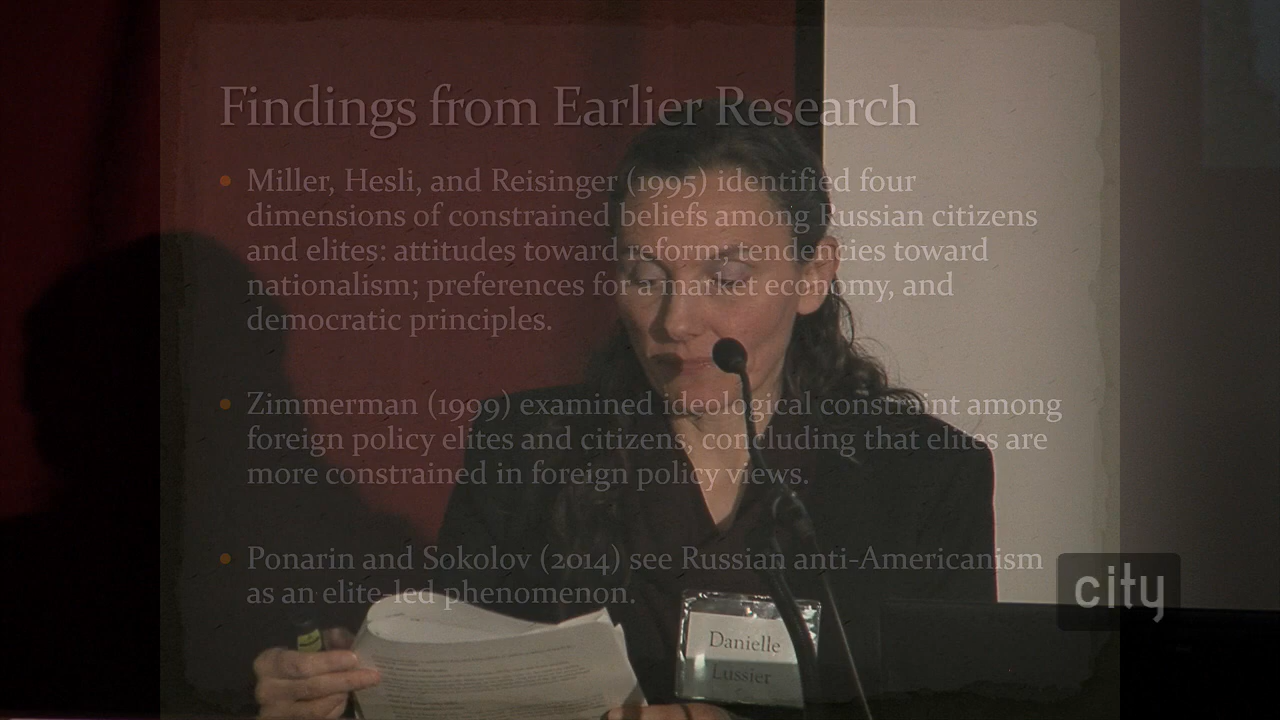 Findings from Earlier Research
• Miller, Hesli, and Reisinger (1995) identified four
dimensions of constrained beliefs among Russian citizens
and elites: attitudes toward reform; tendencies toward
nationalism; preferences for a market economy, and
democratic principles.
• Zimmerman (1999) examined ideological constraint among
foreign policy elites and citizens, concluding that elites are
more constrained in foreign policy views.
• Ponarin and Sokolov (2014) see Russian anti-Americanism
as an elite-led phenomenon.
city
Danielle
Lussier